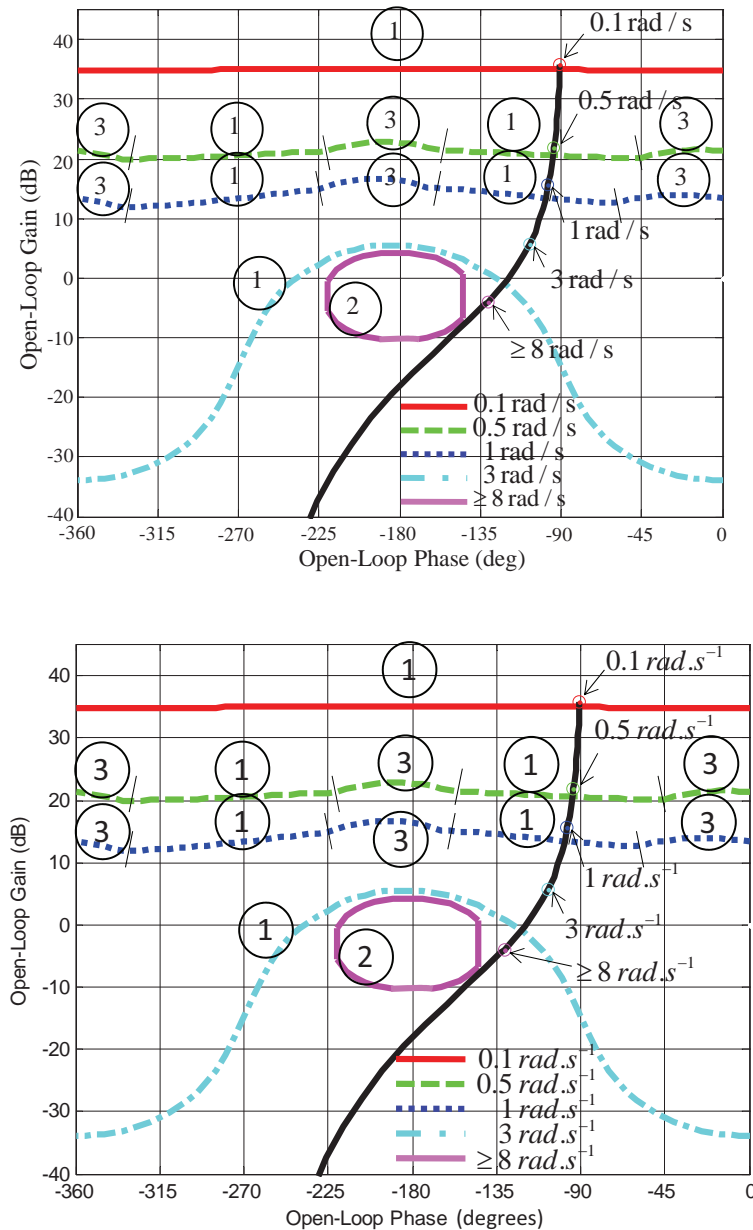 40
30
20
10
0
-10
-20
-30
-40
Open-Loop Gain (dB)
1
0.1 rad / s
3
1
3
1
3
0.5 rad / s
3
1
3
1
3
1 rad / s
1
2
3 rad / s
≥ 8 rad / s
0.1 rad / s
0.5 rad / s
1 rad / s
3 rad / s
≥ 8 rad / s
-360
-315
-270
-225
-180
-135
-90
-45
0
Open-Loop Phase (deg)
40
30
20
10
0
-10
-20
-30
-40
Open-Loop Gain (dB)
1
0.1 rad.s⁻¹
3
1
3
1
3
0.5 rad.s⁻¹
3
1
3
1
3
1 rad.s⁻¹
1
2
3 rad.s⁻¹
≥ 8 rad.s⁻¹
0.1 rad.s⁻¹
0.5 rad.s⁻¹
1 rad.s⁻¹
3 rad.s⁻¹
≥ 8 rad.s⁻¹
-360
-315
-270
-225
-180
-135
-90
-45
0
Open-Loop Phase (degrees)